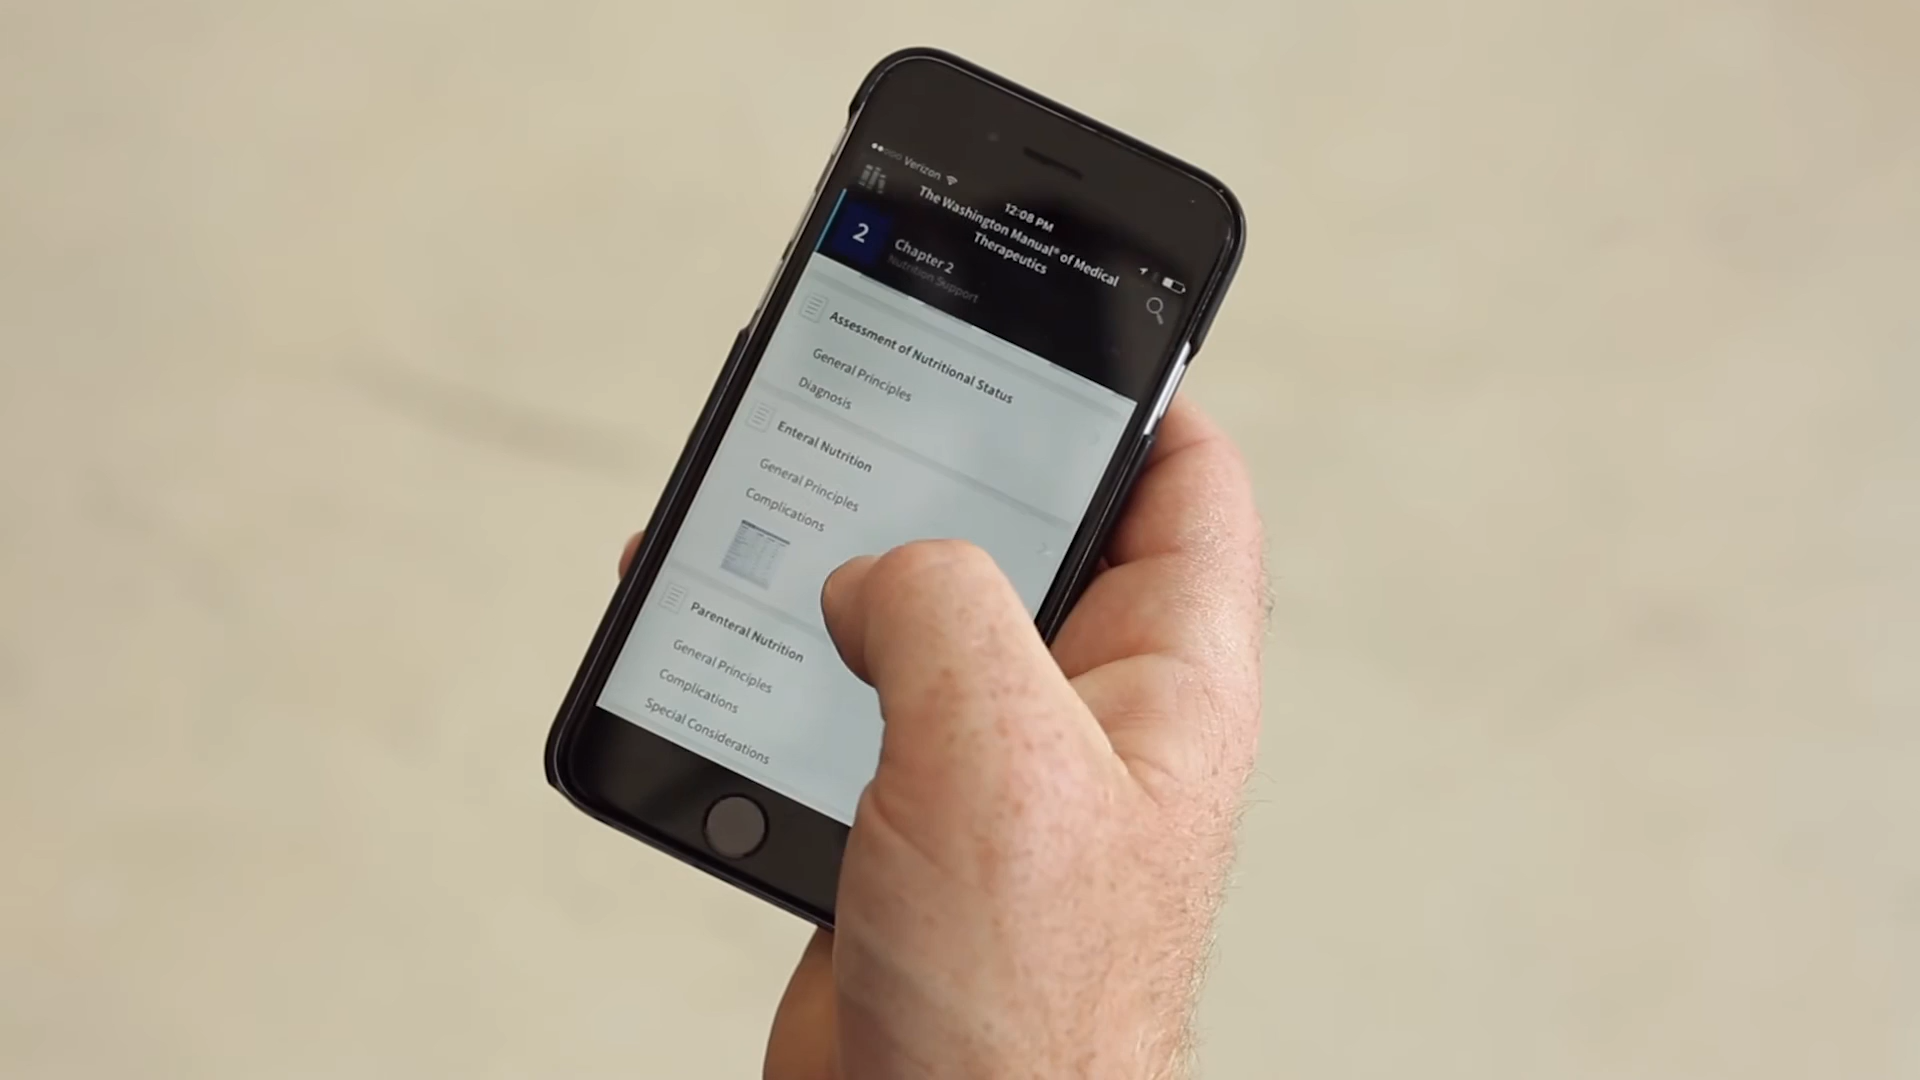 Verizon
12:08 PM
The Washington Manual® of Medical
Therapeutics
2
Chapter 2
Nutrition Support
Assessment of Nutritional Status
General Principles
Diagnosis
Enteral Nutrition
General Principles
Complications
Parenteral Nutrition
General Principles
Complications
Special Considerations